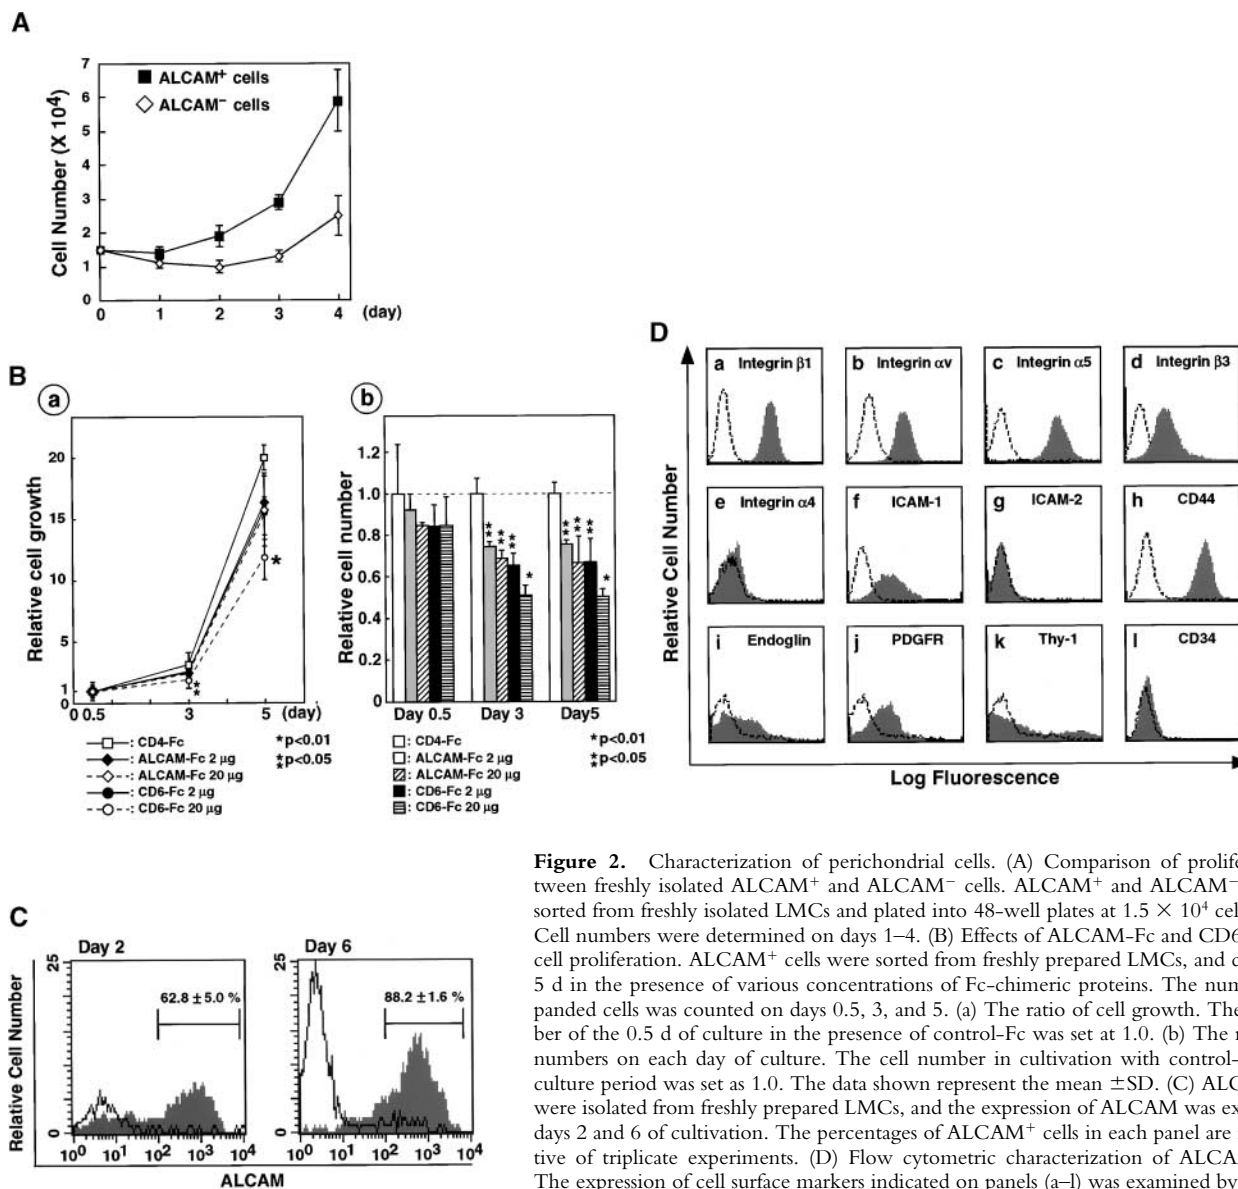 A
7
6
5
4
3
2
1
0
Cell Number (X 10⁴)
ALCAM⁺ cells
ALCAM⁻ cells
0 1 2 3 4 (day)
B
a
Relative cell growth
20
15
10
5
1
0
0.5 3 5 (day)
*
**
: CD4-Fc
: ALCAM-Fc 2 µg
: ALCAM-Fc 20 µg
: CD6-Fc 2 µg
: CD6-Fc 20 µg
*p<0.01
**p<0.05
b
Relative cell number
1.2
1.0
0.8
0.6
0.4
0.2
0
** ** ** *
** ** ** *
Day 0.5 Day 3 Day5
: CD4-Fc
: ALCAM-Fc 2 µg
: ALCAM-Fc 20 µg
: CD6-Fc 2 µg
: CD6-Fc 20 µg
*p<0.01
**p<0.05
C
Relative Cell Number
Day 2
25
0
62.8 ± 5.0 %
10⁰ 10¹ 10² 10³ 10⁴
Day 6
25
0
88.2 ± 1.6 %
10⁰ 10¹ 10² 10³ 10⁴
ALCAM
D
Relative Cell Number
a Integrin β1
b Integrin αv
c Integrin α5
d Integrin β3
e Integrin α4
f ICAM-1
g ICAM-2
h CD44
i Endoglin
j PDGFR
k Thy-1
l CD34
Log Fluorescence
Figure 2. Characterization of perichondrial cells. (A) Comparison of prolife
tween freshly isolated ALCAM⁺ and ALCAM⁻ cells. ALCAM⁺ and ALCAM⁻
sorted from freshly isolated LMCs and plated into 48-well plates at 1.5 × 10⁴ cel
Cell numbers were determined on days 1–4. (B) Effects of ALCAM-Fc and CD6
cell proliferation. ALCAM⁺ cells were sorted from freshly prepared LMCs, and c
5 d in the presence of various concentrations of Fc-chimeric proteins. The num
panded cells was counted on days 0.5, 3, and 5. (a) The ratio of cell growth. The
ber of the 0.5 d of culture in the presence of control-Fc was set at 1.0. (b) The r
numbers on each day of culture. The cell number in cultivation with control-
culture period was set as 1.0. The data shown represent the mean ±SD. (C) ALC
were isolated from freshly prepared LMCs, and the expression of ALCAM was ex
days 2 and 6 of cultivation. The percentages of ALCAM⁺ cells in each panel are
tive of triplicate experiments. (D) Flow cytometric characterization of ALCA
The expression of cell surface markers indicated on panels (a–l) was examined by